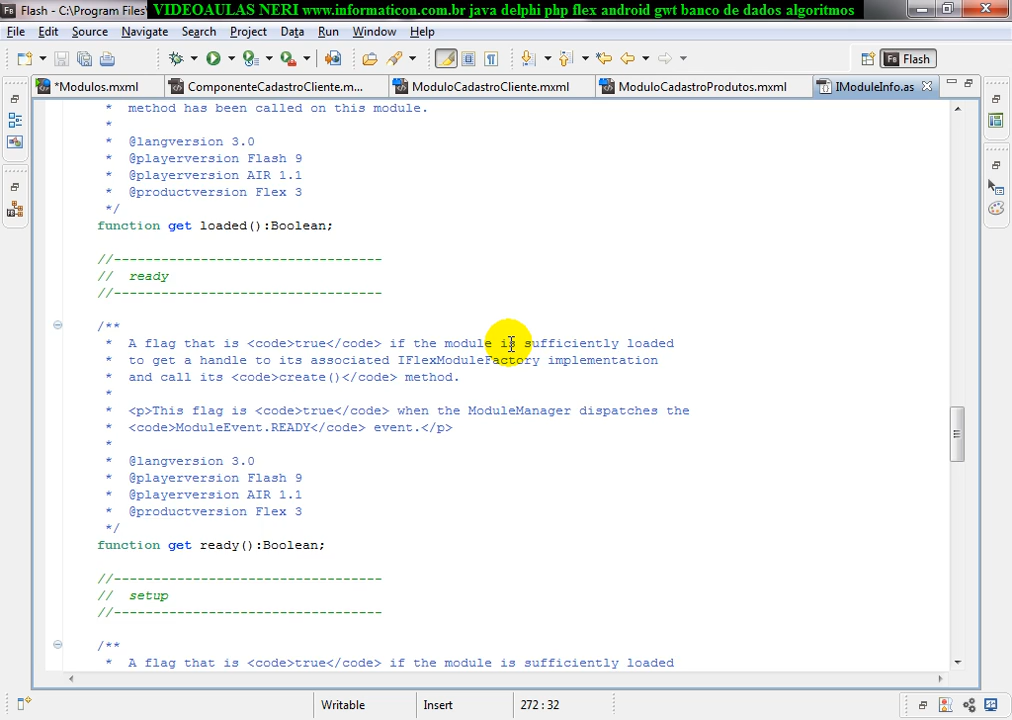 Flash - C:\Program Files\
VIDEOAULAS NERI www.informaticon.com.br java delphi php flex android gwt banco de dados algoritmos
File Edit Source Navigate Search Project Data Run Window Help
Flash
*Modulos.mxml ComponenteCadastroCliente.m... ModuloCadastroCliente.mxml ModuloCadastroProdutos.mxml IModuleInfo.as
method has been called on this module.
*
* @langversion 3.0
* @playerversion Flash 9
* @playerversion AIR 1.1
* @productversion Flex 3
*/
function get loaded():Boolean;
//----------------------------------
// ready
//----------------------------------
/**
* A flag that is <code>true</code> if the module is sufficiently loaded
* to get a handle to its associated IFlexModuleFactory implementation
* and call its <code>create()</code> method.
*
* <p>This flag is <code>true</code> when the ModuleManager dispatches the
* <code>ModuleEvent.READY</code> event.</p>
*
* @langversion 3.0
* @playerversion Flash 9
* @playerversion AIR 1.1
* @productversion Flex 3
*/
function get ready():Boolean;
//----------------------------------
// setup
//----------------------------------
/**
* A flag that is <code>true</code> if the module is sufficiently loaded
Writable Insert 272 : 32